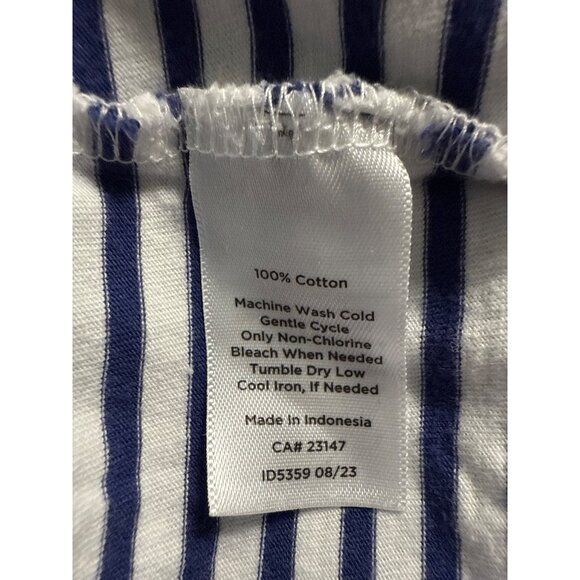 100% Cotton
Machine Wash Cold
Gentle Cycle
Only Non-Chlorine
Bleach When Needed
Tumble Dry Low
Cool Iron, If Needed
Made in Indonesia
CA# 23147
ID5359 08/23